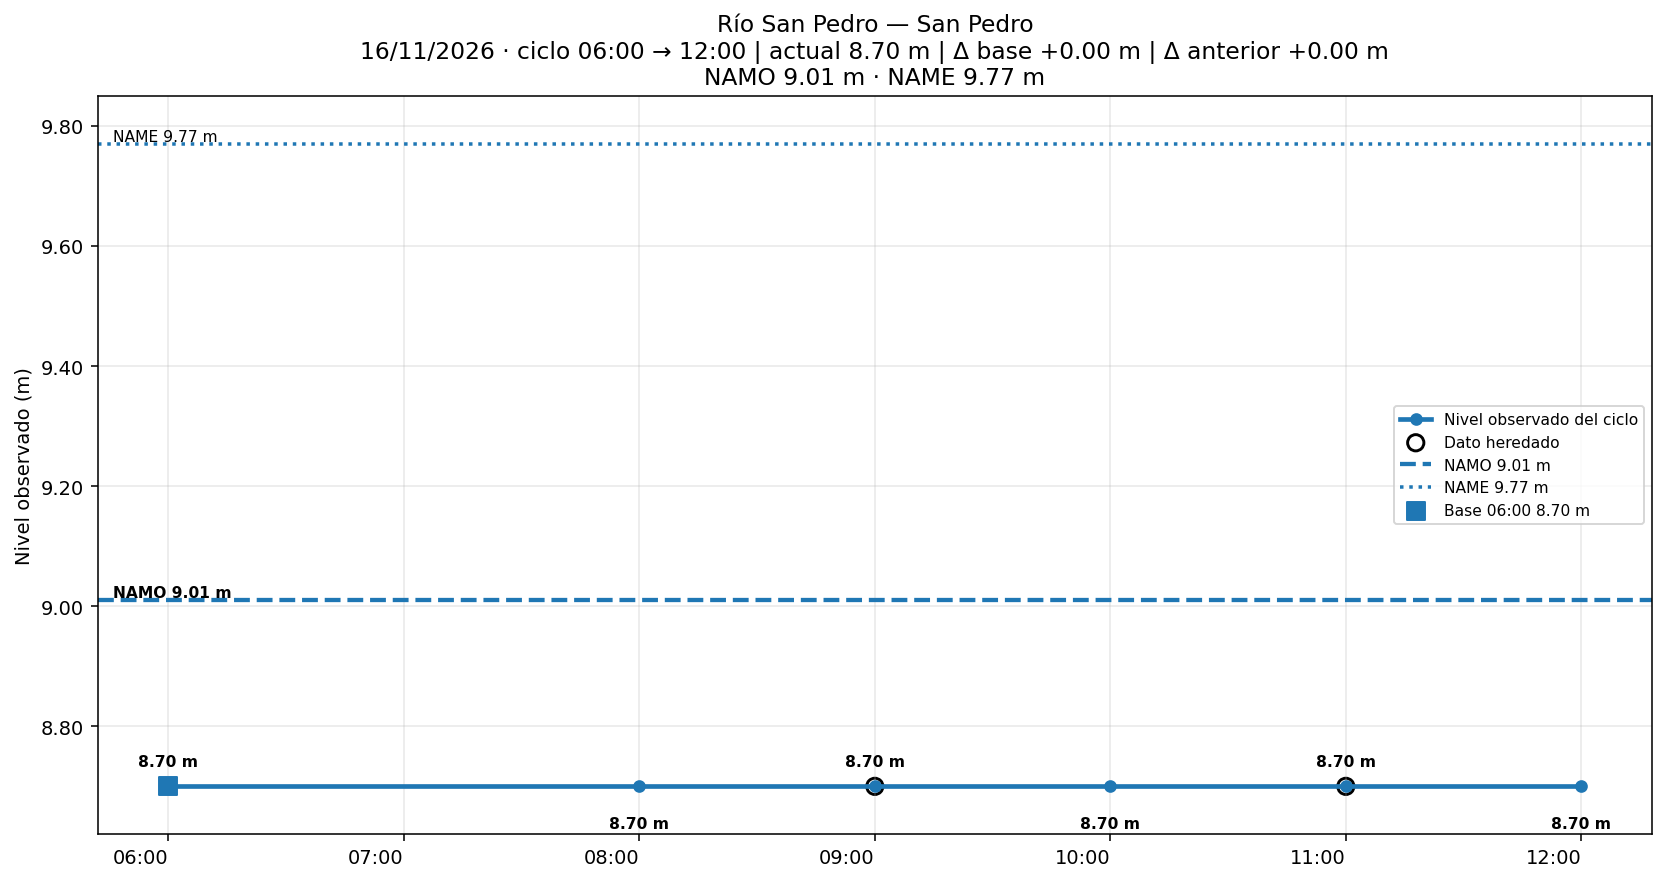 Río San Pedro — San Pedro
16/11/2026 · ciclo 06:00 → 12:00 | actual 8.70 m | Δ base +0.00 m | Δ anterior +0.00 m
NAMO 9.01 m · NAME 9.77 m
Nivel observado (m)
9.80
9.60
9.40
9.20
9.00
8.80
NAME 9.77 m
NAMO 9.01 m
Nivel observado del ciclo
Dato heredado
NAMO 9.01 m
NAME 9.77 m
Base 06:00 8.70 m
8.70 m
8.70 m
8.70 m
8.70 m
8.70 m
8.70 m
06:00
07:00
08:00
09:00
10:00
11:00
12:00